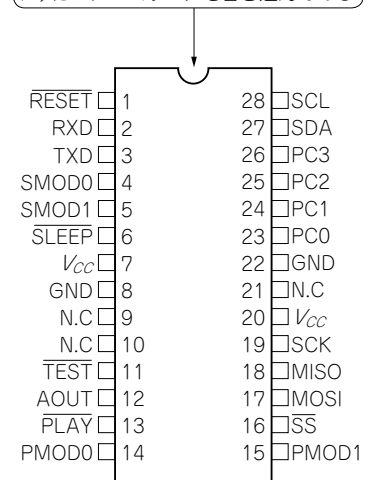 RESET 1 28 SCL
RXD 2 27 SDA
TXD 3 26 PC3
SMOD0 4 25 PC2
SMOD1 5 24 PC1
SLEEP 6 23 PC0
VCC 7 22 GND
GND 8 21 N.C
N.C 9 20 VCC
N.C 10 19 SCK
TEST 11 18 MISO
AOUT 12 17 MOSI
PLAY 13 16 SS
PMOD0 14 15 PMOD1